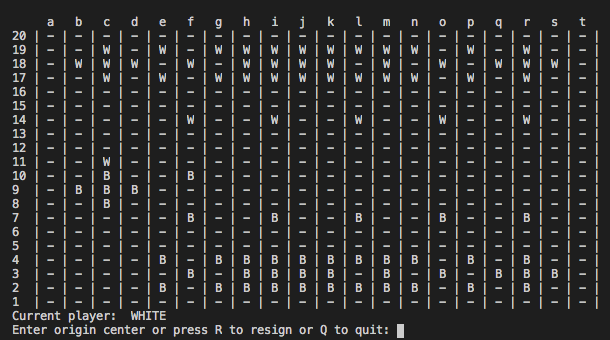 a b c d e f g h i j k l m n o p q r s t
20 | - | - | - | - | - | - | - | - | - | - | - | - | - | - | - | - | - | - | - | - |
19 | - | - | W | - | W | - | W | W | W | W | W | W | W | W | - | W | - | W | - | - |
18 | - | W | W | W | - | W | - | W | W | W | W | - | W | - | W | - | W | W | W | - |
17 | - | - | W | - | W | - | W | W | W | W | W | W | W | W | - | W | - | W | - | - |
16 | - | - | - | - | - | - | - | - | - | - | - | - | - | - | - | - | - | - | - | - |
15 | - | - | - | - | - | - | - | - | - | - | - | - | - | - | - | - | - | - | - | - |
14 | - | - | - | - | - | W | - | - | W | - | - | W | - | - | W | - | - | W | - | - |
13 | - | - | - | - | - | - | - | - | - | - | - | - | - | - | - | - | - | - | - | - |
12 | - | - | - | - | - | - | - | - | - | - | - | - | - | - | - | - | - | - | - | - |
11 | - | - | W | - | - | - | - | - | - | - | - | - | - | - | - | - | - | - | - | - |
10 | - | - | B | - | - | B | - | - | - | - | - | - | - | - | - | - | - | - | - | - |
9 | - | B | B | B | - | - | - | - | - | - | - | - | - | - | - | - | - | - | - | - |
8 | - | - | B | - | - | - | - | - | - | - | - | - | - | - | - | - | - | - | - | - |
7 | - | - | - | - | - | B | - | - | B | - | - | B | - | - | B | - | - | B | - | - |
6 | - | - | - | - | - | - | - | - | - | - | - | - | - | - | - | - | - | - | - | - |
5 | - | - | - | - | - | - | - | - | - | - | - | - | - | - | - | - | - | - | - | - |
4 | - | - | - | - | B | - | B | B | B | B | B | B | B | B | - | B | - | B | - | - |
3 | - | - | - | - | - | B | - | B | B | B | B | - | B | - | B | - | B | B | B | - |
2 | - | - | - | - | B | - | B | B | B | B | B | B | B | B | - | B | - | B | - | - |
1 | - | - | - | - | - | - | - | - | - | - | - | - | - | - | - | - | - | - | - | - |
Current player: WHITE
Enter origin center or press R to resign or Q to quit: